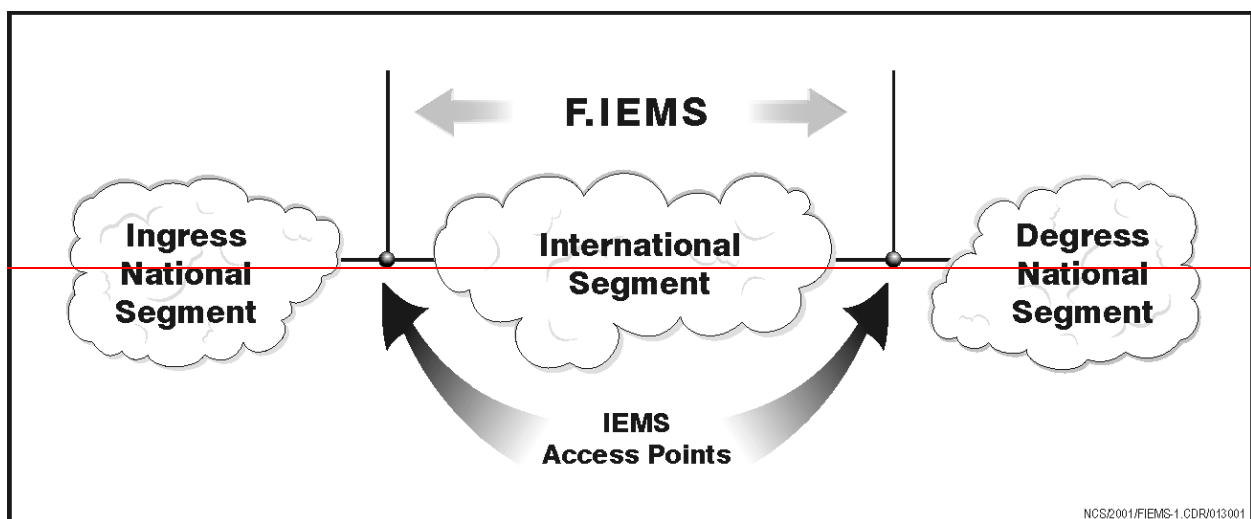 F.IEMS
Ingress
National
Segment
International
Segment
Degress
National
Segment
IEMS
Access Points
NCS/2001/FIEMS-1.CDR/013001